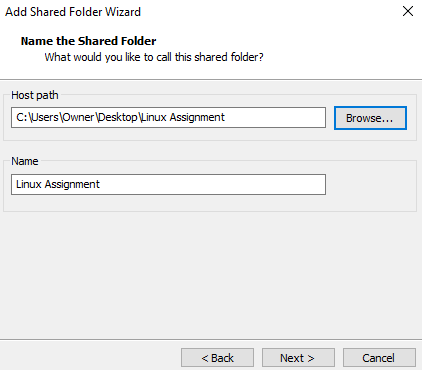 Add Shared Folder Wizard
Name the Shared Folder
What would you like to call this shared folder?
Host path
C:\Users\Owner\Desktop\Linux Assignment
Browse...
Name
Linux Assignment
< Back
Next >
Cancel